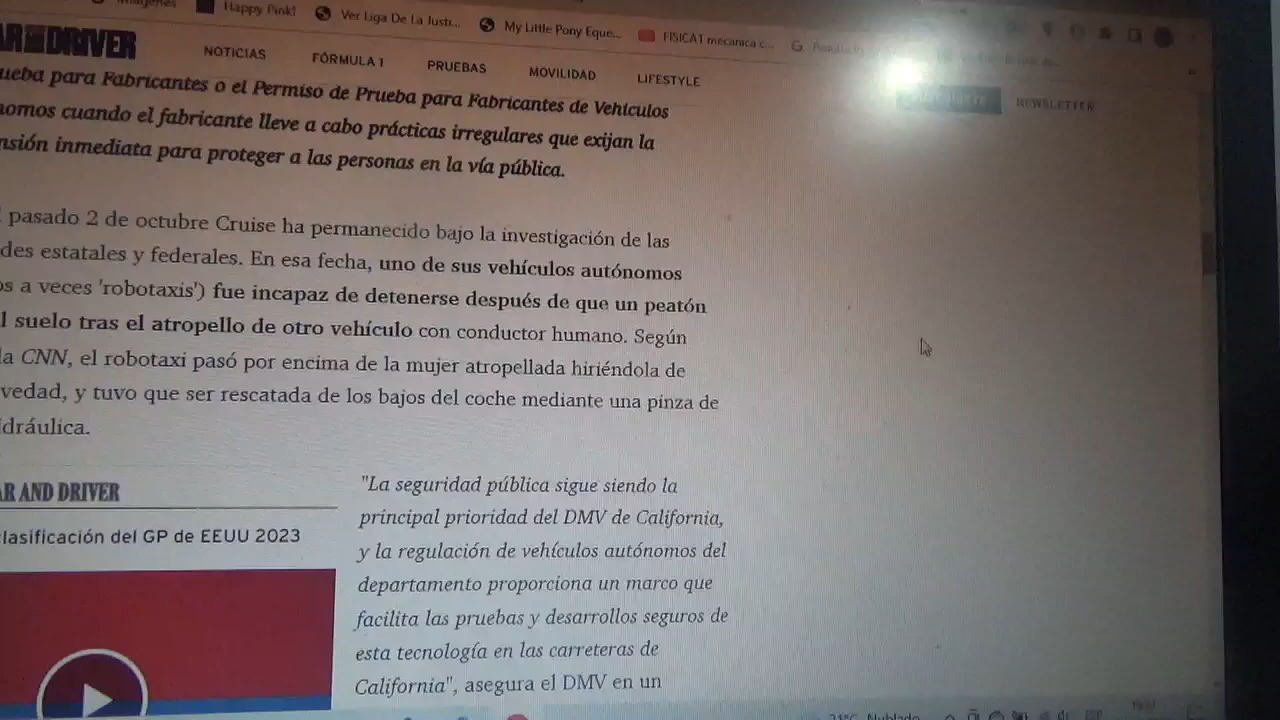 Happy Pink!
Ver Liga De La Justi...
My Little Pony Eque...
FISICAT mecanica c...
AR AND DRIVER
NOTICIAS
FÓRMULA 1
PRUEBAS
MOVILIDAD
LIFESTYLE
NEWSLETTER
ueba para Fabricantes o el Permiso de Prueba para Fabricantes de Vehículos
nomos cuando el fabricante lleve a cabo prácticas irregulares que exijan la
nsión inmediata para proteger a las personas en la vía pública.
pasado 2 de octubre Cruise ha permanecido bajo la investigación de las
des estatales y federales. En esa fecha, uno de sus vehículos autónomos
os a veces 'robotaxis') fue incapaz de detenerse después de que un peatón
l suelo tras el atropello de otro vehículo con conductor humano. Según
la CNN, el robotaxi pasó por encima de la mujer atropellada hiriéndola de
vedad, y tuvo que ser rescatada de los bajos del coche mediante una pinza de
dráulica.
AR AND DRIVER
lasificación del GP de EEUU 2023
"La seguridad pública sigue siendo la
principal prioridad del DMV de California,
y la regulación de vehículos autónomos del
departamento proporciona un marco que
facilita las pruebas y desarrollos seguros de
esta tecnología en las carreteras de
California", asegura el DMV en un
21°C Nublado